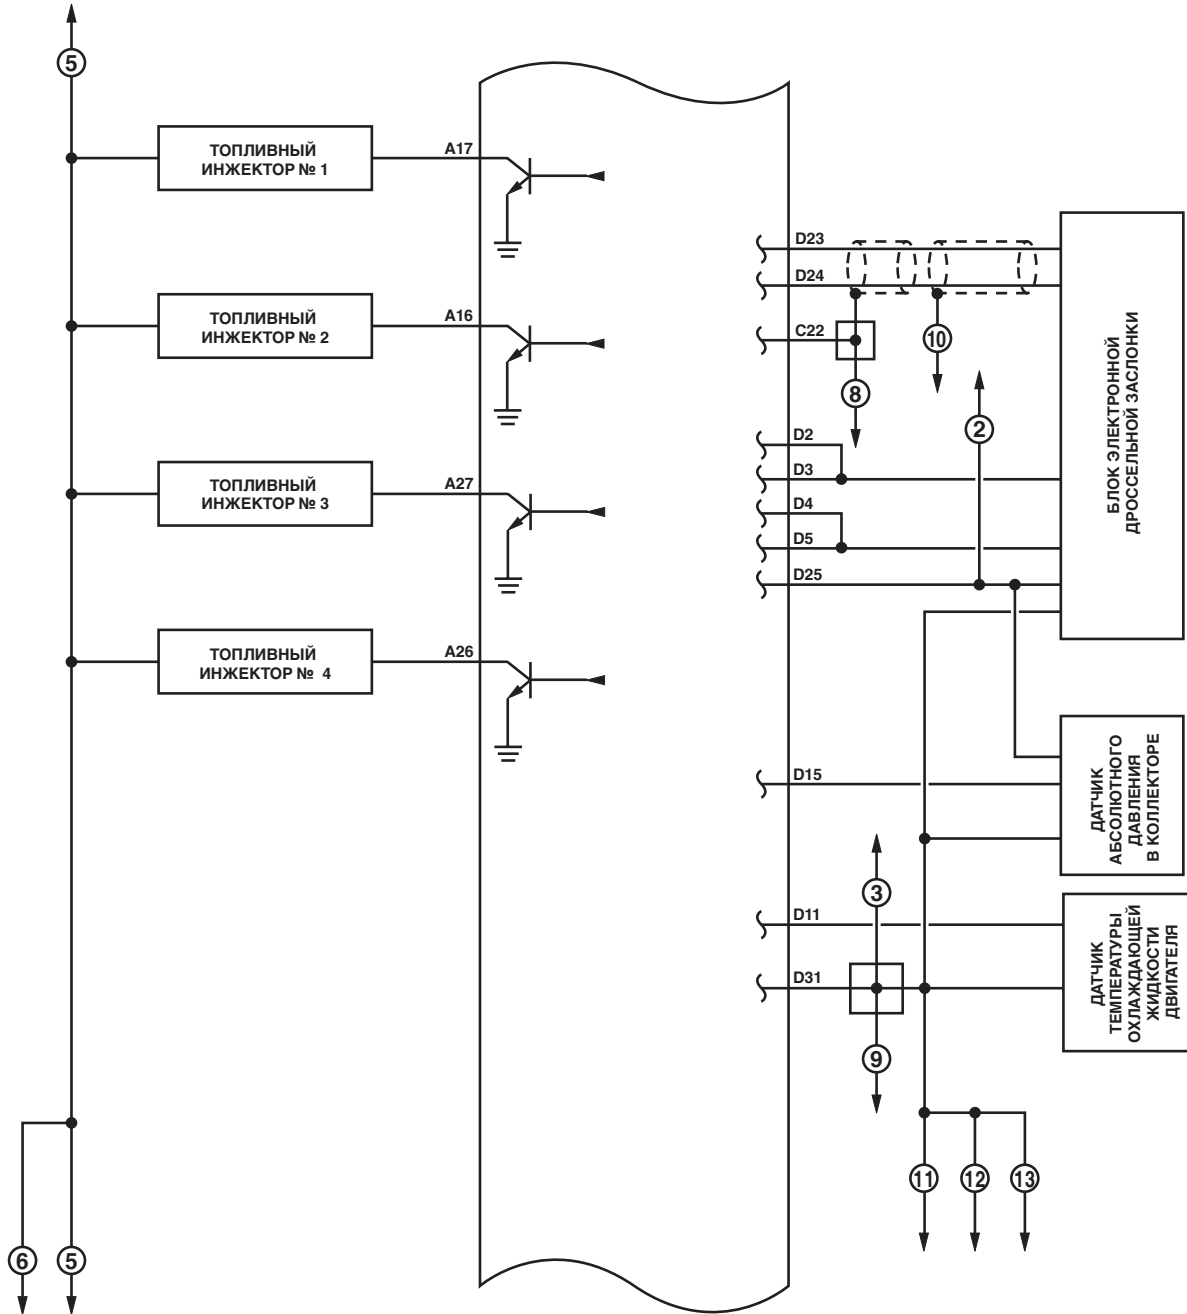 5
ТОПЛИВНЫЙ
ИНЖЕКТОР № 1
A17
ТОПЛИВНЫЙ
ИНЖЕКТОР № 2
A16
ТОПЛИВНЫЙ
ИНЖЕКТОР № 3
A27
ТОПЛИВНЫЙ
ИНЖЕКТОР № 4
A26
6
5
D23
D24
C22
10
8
2
D2
D3
D4
D5
D25
БЛОК ЭЛЕКТРОННОЙ
ДРОССЕЛЬНОЙ ЗАСЛОНКИ
D15
ДАТЧИК
АБСОЛЮТНОГО
ДАВЛЕНИЯ
В КОЛЛЕКТОРЕ
3
D11
D31
ДАТЧИК
ТЕМПЕРАТУРЫ
ОХЛАЖДАЮЩЕЙ
ЖИДКОСТИ
ДВИГАТЕЛЯ
9
11
12
13